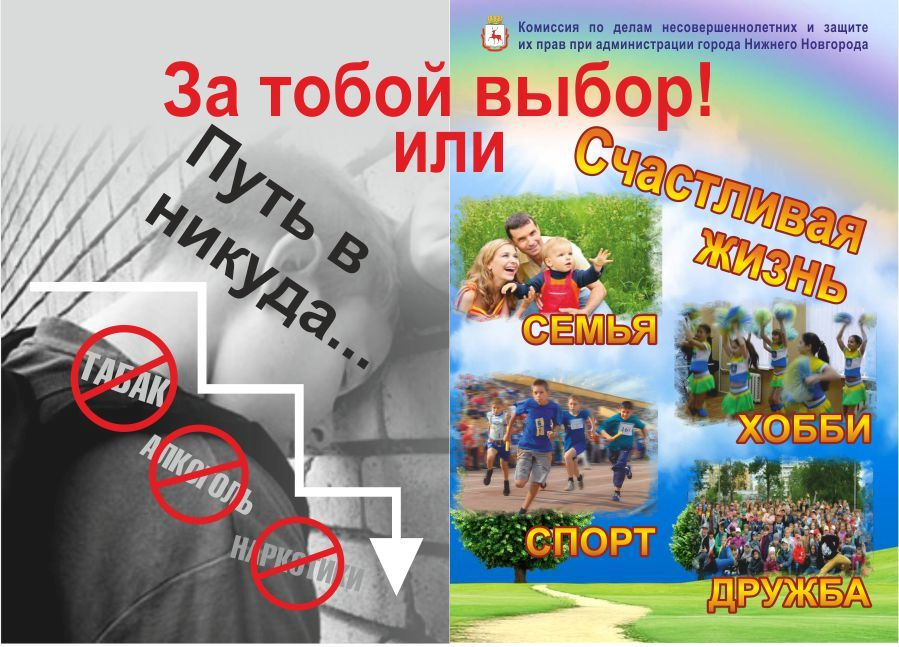 Комиссия по делам несовершеннолетних и защите
их прав при администрации города Нижнего Новгорода
За тобой выбор!
или
Путь в
никуда...
ТАБАК
АЛКОГОЛЬ
НАРКОТИКИ
Счастливая
жизнь
СЕМЬЯ
ХОББИ
СПОРТ
ДРУЖБА